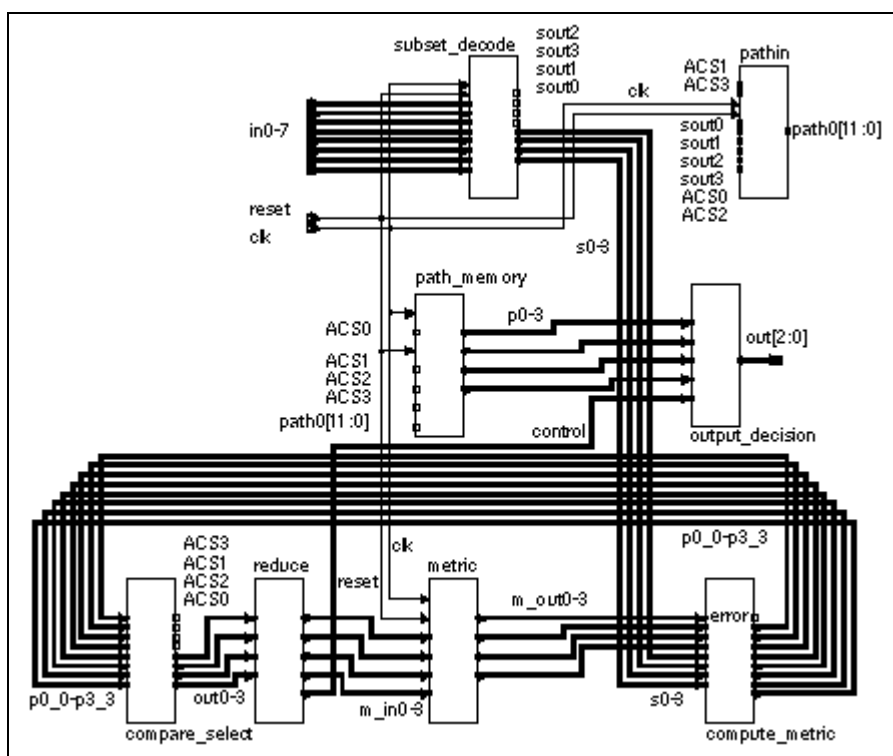 subset_decode
sout2
sout3
sout1
sout0
pathin
ACS1
ACS3
clk
in0-7
sout0
sout1
sout2
sout3
ACS0
ACS2
path0[11:0]
reset
clk
s0-3
path_memory
p0-3
ACS0
out[2:0]
ACS1
ACS2
ACS3
path0[11:0]
control
output_decision
p0_0-p3_3
ACS3
ACS1
ACS2
ACS0
reduce
clk
reset
metric
m_out0-3
error
p0_0-p3_3
out0-3
m_in0-3
s0-3
compare_select
compute_metric